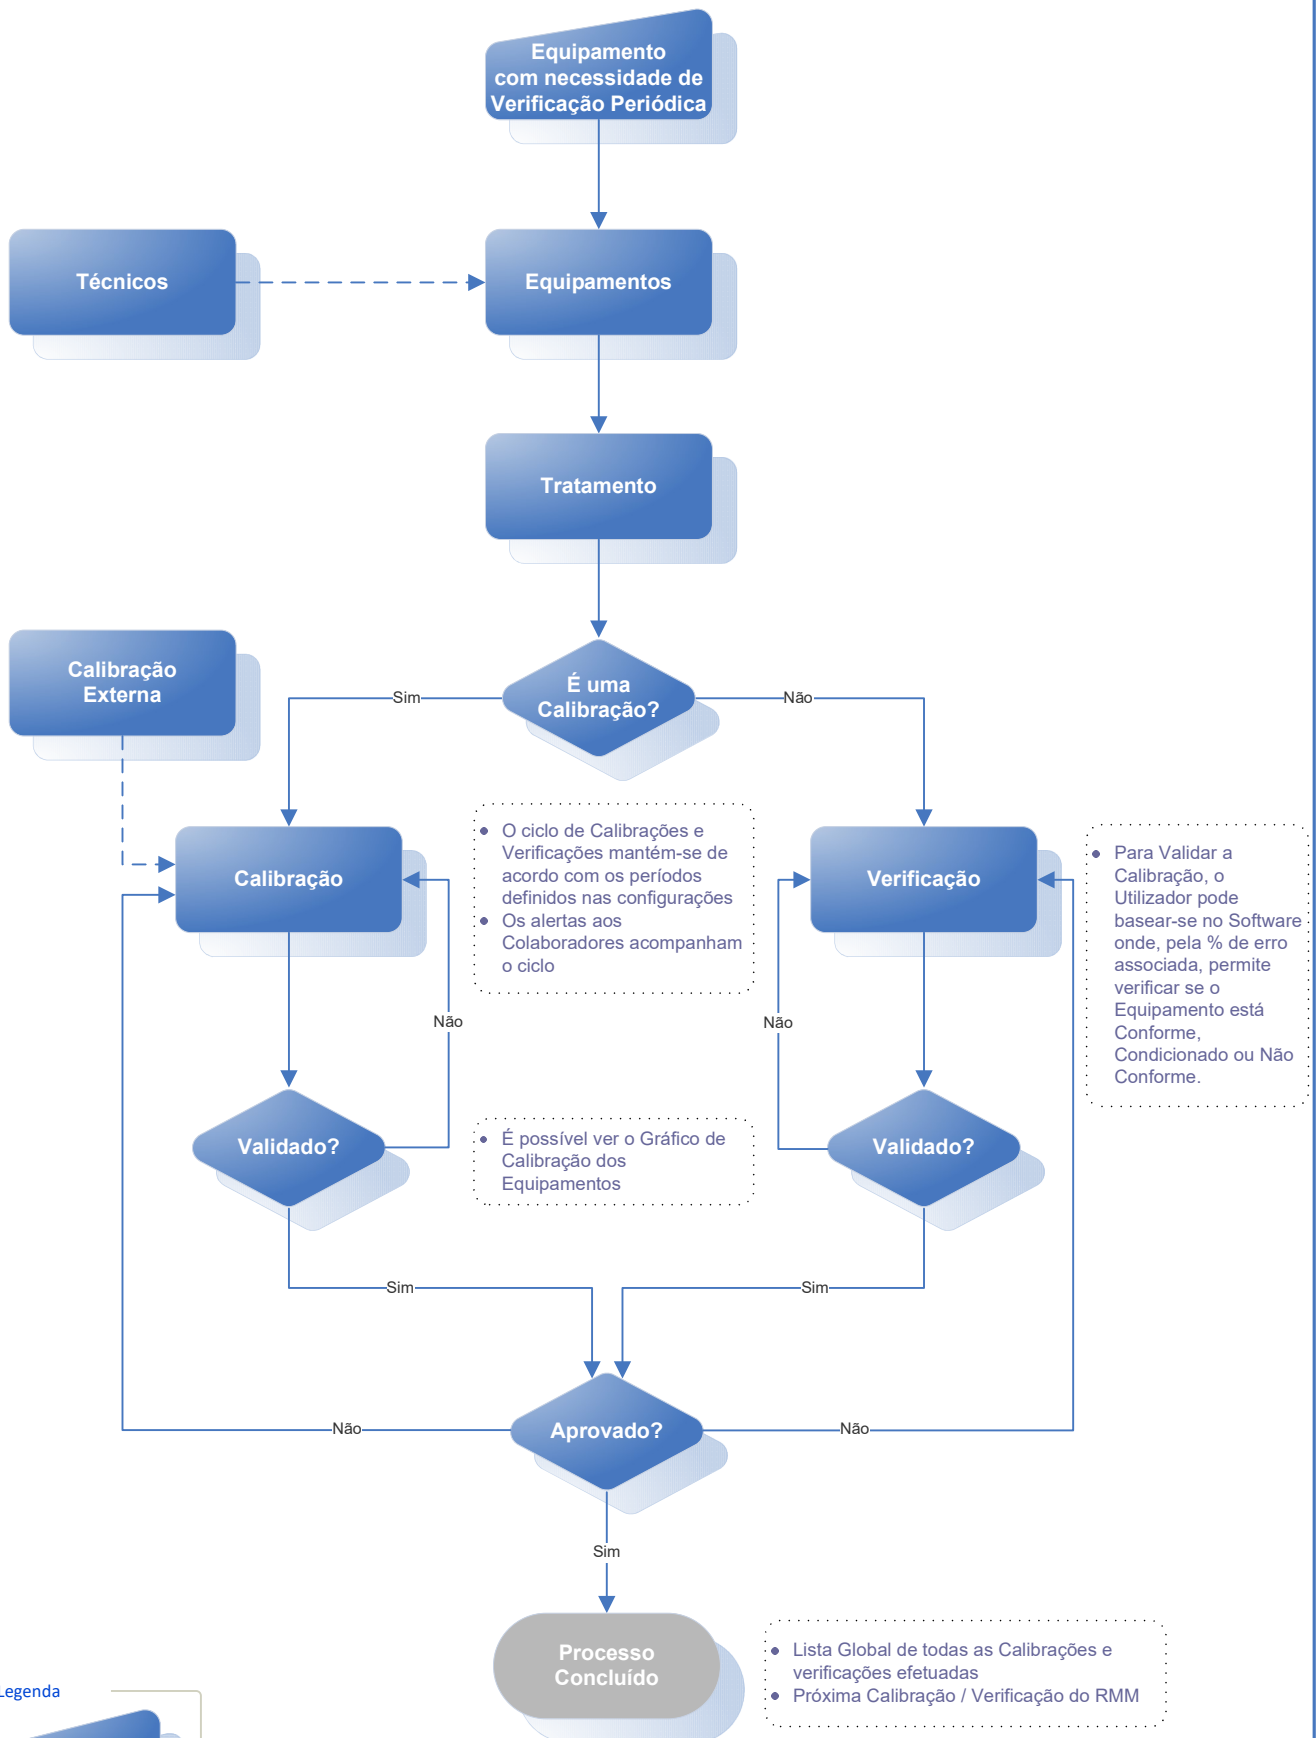 Equipamento
com necessidade de
Verificação Periódica
Técnicos
Equipamentos
Tratamento
Calibração
Externa
É uma
Calibração?
Sim
Não
Calibração
• O ciclo de Calibrações e
Verificações mantém-se de
acordo com os períodos
definidos nas configurações
• Os alertas aos
Colaboradores acompanham
o ciclo
Verificação
• Para Validar a
Calibração, o
Utilizador pode
basear-se no Software
onde, pela % de erro
associada, permite
verificar se o
Equipamento está
Conforme,
Condicionado ou Não
Conforme.
Não
Não
Validado?
• É possível ver o Gráfico de
Calibração dos
Equipamentos
Validado?
Sim
Sim
Não
Aprovado?
Não
Sim
Processo
Concluído
• Lista Global de todas as Calibrações e
verificações efetuadas
• Próxima Calibração / Verificação do RMM
Legenda